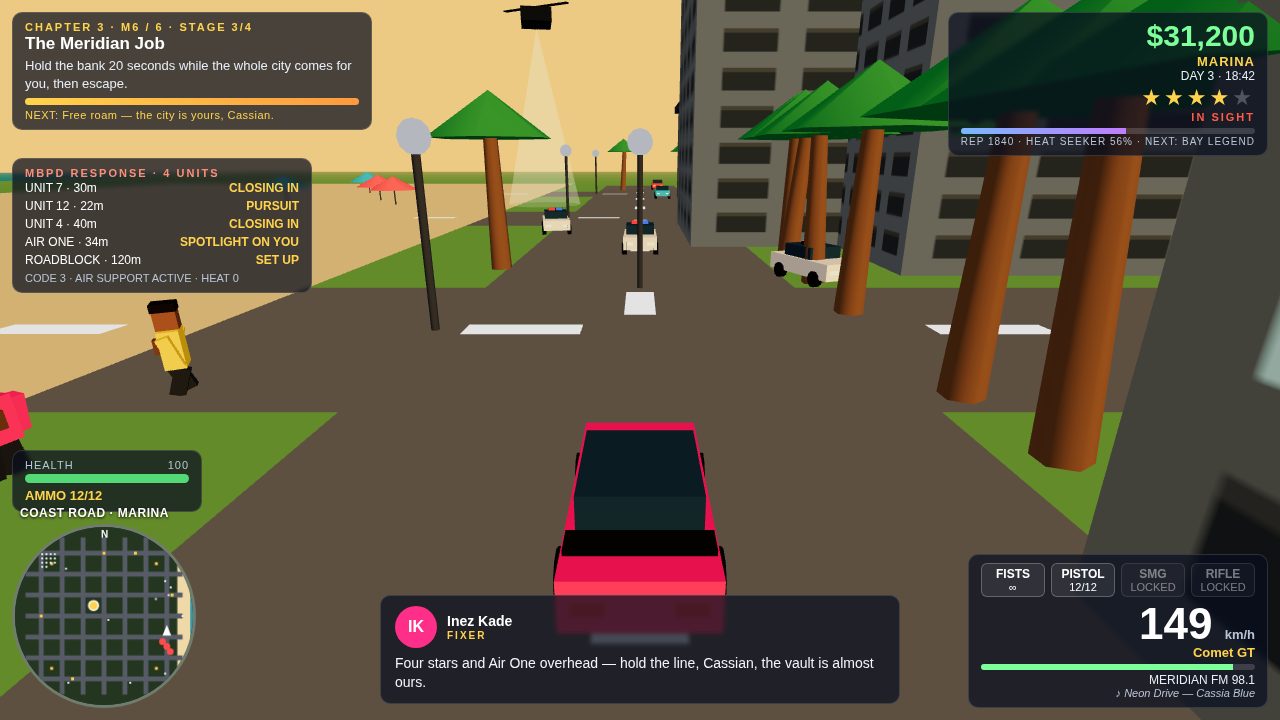 CHAPTER 3 · M6 / 6 · STAGE 3/4
The Meridian Job
Hold the bank 20 seconds while the whole city comes for
you, then escape.
NEXT: Free roam — the city is yours, Cassian.
MBPD RESPONSE · 4 UNITS
UNIT 7 · 30m CLOSING IN
UNIT 12 · 22m PURSUIT
UNIT 4 · 40m CLOSING IN
AIR ONE · 34m SPOTLIGHT ON YOU
ROADBLOCK · 120m SET UP
CODE 3 · AIR SUPPORT ACTIVE · HEAT 0
$31,200
MARINA
DAY 3 · 18:42
★★★★★
IN SIGHT
REP 1840 · HEAT SEEKER 56% · NEXT: BAY LEGEND
HEALTH 100
AMMO 12/12
COAST ROAD · MARINA
N
IK
Inez Kade
FIXER
Four stars and Air One overhead — hold the line, Cassian, the vault is almost
ours.
FISTS PISTOL SMG RIFLE
∞ 12/12 LOCKED LOCKED
149 km/h
Comet GT
MERIDIAN FM 98.1
♪ Neon Drive — Cassia Blue